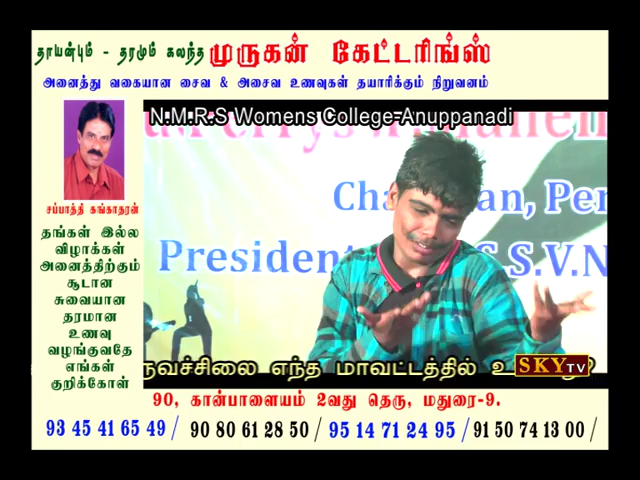 தாயன்பும் - தரமும் கலந்த முருகன் கேட்டரிங்ஸ்
அனைத்து வகையான சைவ & அசைவ உணவுகள் தயாரிக்கும் நிறுவனம்
N.M.R.S Womens College-Anuppanadi
President
S.S.V.N
சப்பாத்தி கங்காதரன்
தங்கள் இல்ல
விழாக்கள்
அனைத்திற்கும்
சூடான
சுவையான
தரமான
உணவு
வழங்குவதே
எங்கள்
குறிக்கோள்
எந்த மாவட்டத்தில்
SKY TV
90, கான்பாளையம் 2வது தெரு, மதுரை-9.
93 45 41 65 49 / 90 80 61 28 50 / 95 14 71 24 95 / 91 50 74 13 00 /